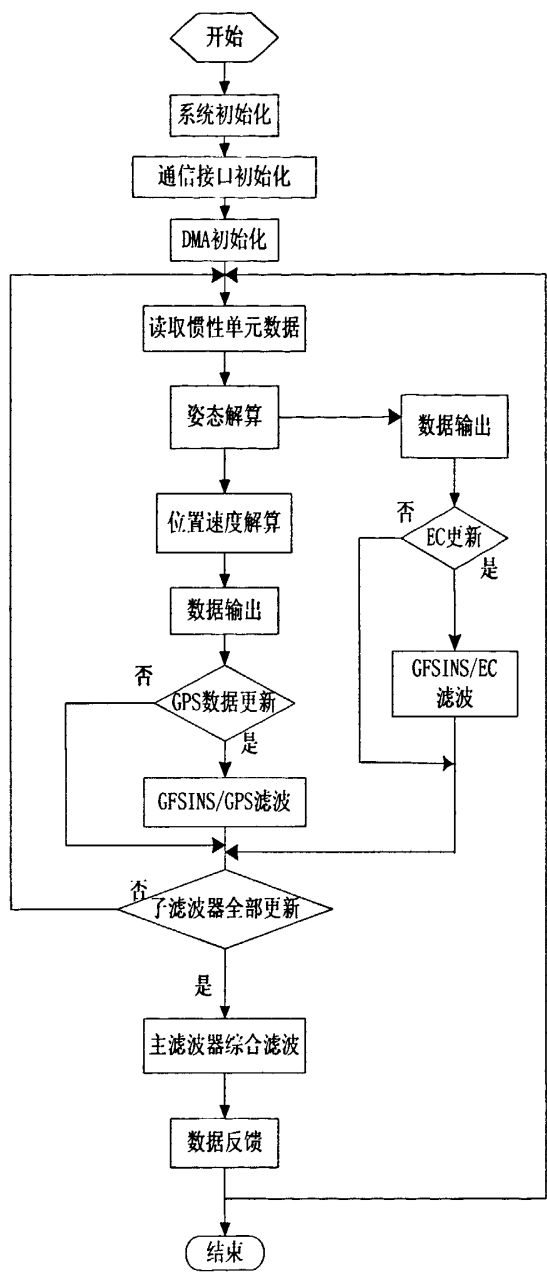 开始
系统初始化
通信接口初始化
DMA初始化
读取惯性单元数据
姿态解算
数据输出
位置速度解算
否
EC更新
是
数据输出
GFSINS/EC
滤波
否
GPS数据更新
是
GFSINS/GPS滤波
否
子滤波器全部更新
是
主滤波器综合滤波
数据反馈
结束